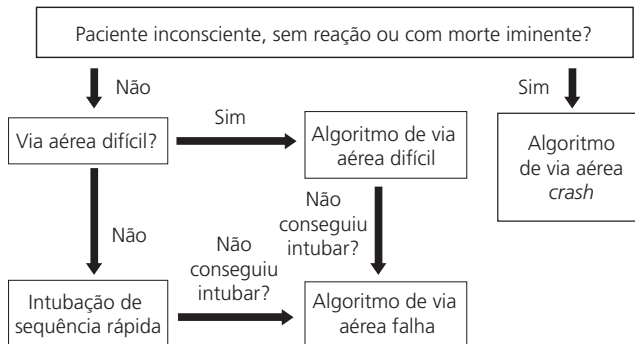 Paciente inconsciente, sem reação ou com morte iminente?
Não
Sim
Via aérea difícil?
Sim
Algoritmo de via
aérea difícil
Algoritmo
de via aérea
crash
Não
Não
conseguiu
intubar?
Não
conseguiu
intubar?
Intubação de
sequência rápida
Algoritmo de via
aérea falha